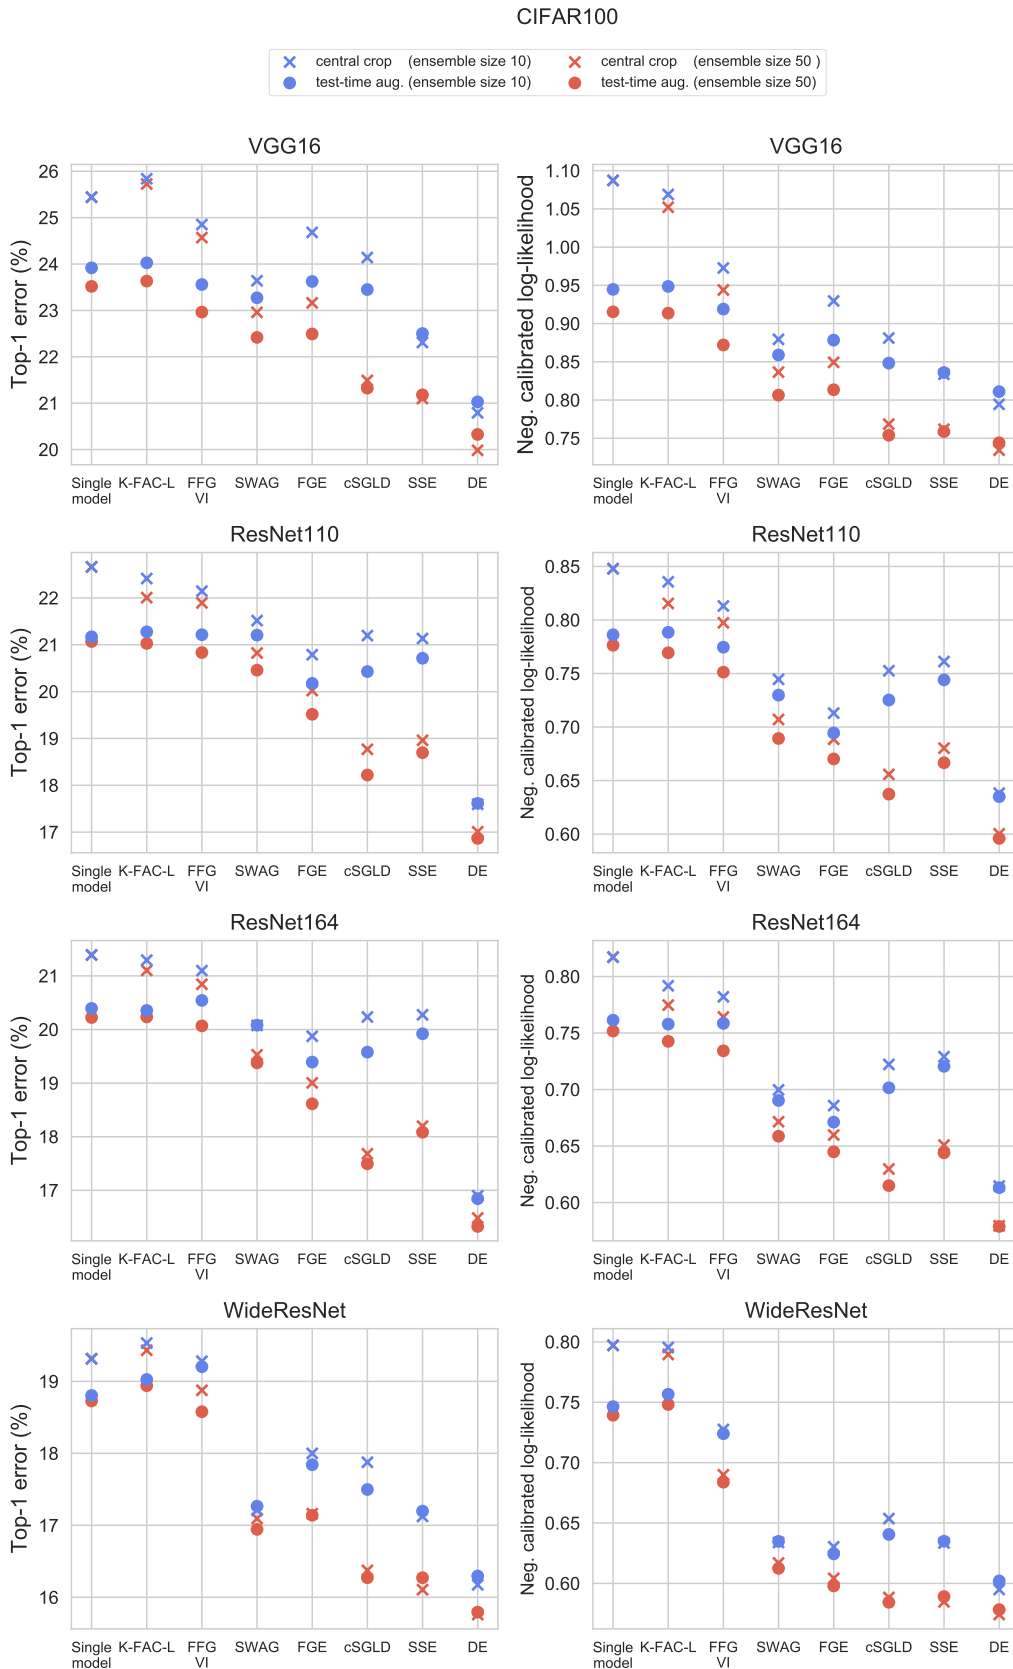 CIFAR100
central crop (ensemble size 10)
central crop (ensemble size 50 )
test-time aug. (ensemble size 10)
test-time aug. (ensemble size 50)
VGG16
Top-1 error (%)
26
25
24
23
22
21
20
Single model
K-FAC-L
FFG VI
SWAG
FGE
cSGLD
SSE
DE
VGG16
Neg. calibrated log-likelihood
1.10
1.05
1.00
0.95
0.90
0.85
0.80
0.75
Single model
K-FAC-L
FFG VI
SWAG
FGE
cSGLD
SSE
DE
ResNet110
Top-1 error (%)
22
21
20
19
18
17
Single model
K-FAC-L
FFG VI
SWAG
FGE
cSGLD
SSE
DE
ResNet110
Neg. calibrated log-likelihood
0.85
0.80
0.75
0.70
0.65
0.60
Single model
K-FAC-L
FFG VI
SWAG
FGE
cSGLD
SSE
DE
ResNet164
Top-1 error (%)
21
20
19
18
17
Single model
K-FAC-L
FFG VI
SWAG
FGE
cSGLD
SSE
DE
ResNet164
Neg. calibrated log-likelihood
0.80
0.75
0.70
0.65
0.60
Single model
K-FAC-L
FFG VI
SWAG
FGE
cSGLD
SSE
DE
WideResNet
Top-1 error (%)
19
18
17
16
Single model
K-FAC-L
FFG VI
SWAG
FGE
cSGLD
SSE
DE
WideResNet
Neg. calibrated log-likelihood
0.80
0.75
0.70
0.65
0.60
Single model
K-FAC-L
FFG VI
SWAG
FGE
cSGLD
SSE
DE